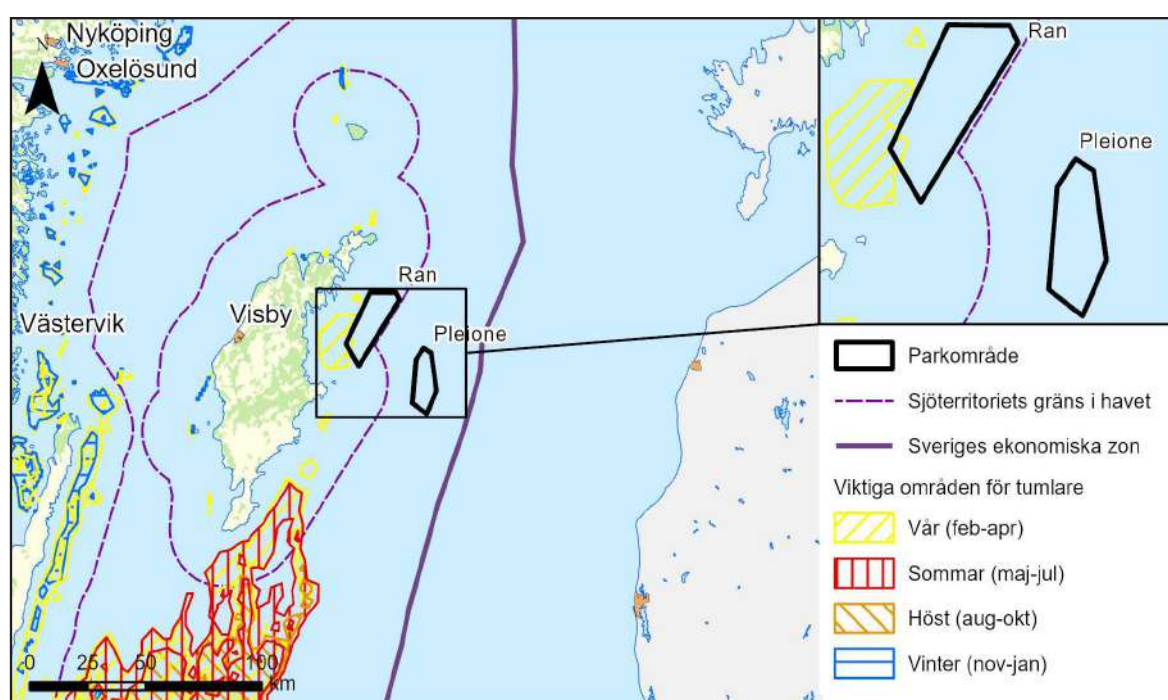 Nyköping
N
Oxelösund
Västervik
Visby
Ran
Pleione
0 25 50 100
km
Ran
Pleione
Parkområde
Sjöterritoriets gräns i havet
Sveriges ekonomiska zon
Viktiga områden för tumlare
Vår (feb-apr)
Sommar (maj-jul)
Höst (aug-okt)
Vinter (nov-jan)